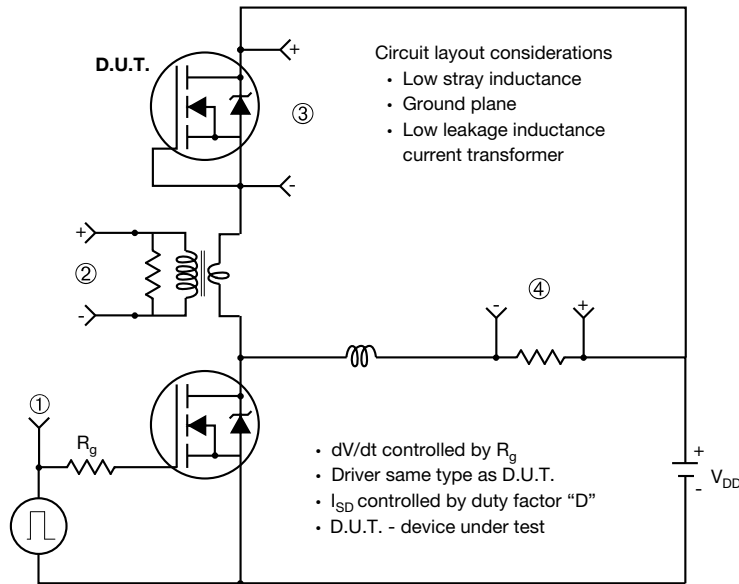 D.U.T.
+
-
③
Circuit layout considerations
• Low stray inductance
• Ground plane
• Low leakage inductance
current transformer
+
②
-
-
④
+
①
Rg
• dV/dt controlled by Rg
• Driver same type as D.U.T.
• ISD controlled by duty factor “D”
• D.U.T. - device under test
+
-
VDD